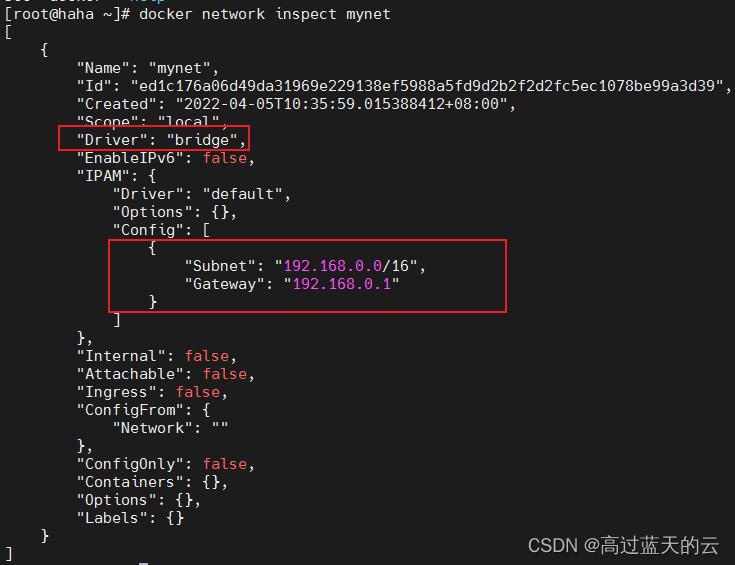 [root@haha ~]# docker network inspect mynet
[
    {
        "Name": "mynet",
        "Id": "ed1c176a06d49da31969e229138ef5988a5fd9d2b2f2d2fc5ec1078be99a3d39",
        "Created": "2022-04-05T10:35:59.015388412+08:00",
        "Scope": "local",
        "Driver": "bridge",
        "EnableIPv6": false,
        "IPAM": {
            "Driver": "default",
            "Options": {},
            "Config": [
                {
                    "Subnet": "192.168.0.0/16",
                    "Gateway": "192.168.0.1"
                }
            ]
        },
        "Internal": false,
        "Attachable": false,
        "Ingress": false,
        "ConfigFrom": {
            "Network": ""
        },
        "ConfigOnly": false,
        "Containers": {},
        "Options": {},
        "Labels": {}
    }
]
CSDN @高过蓝天的云